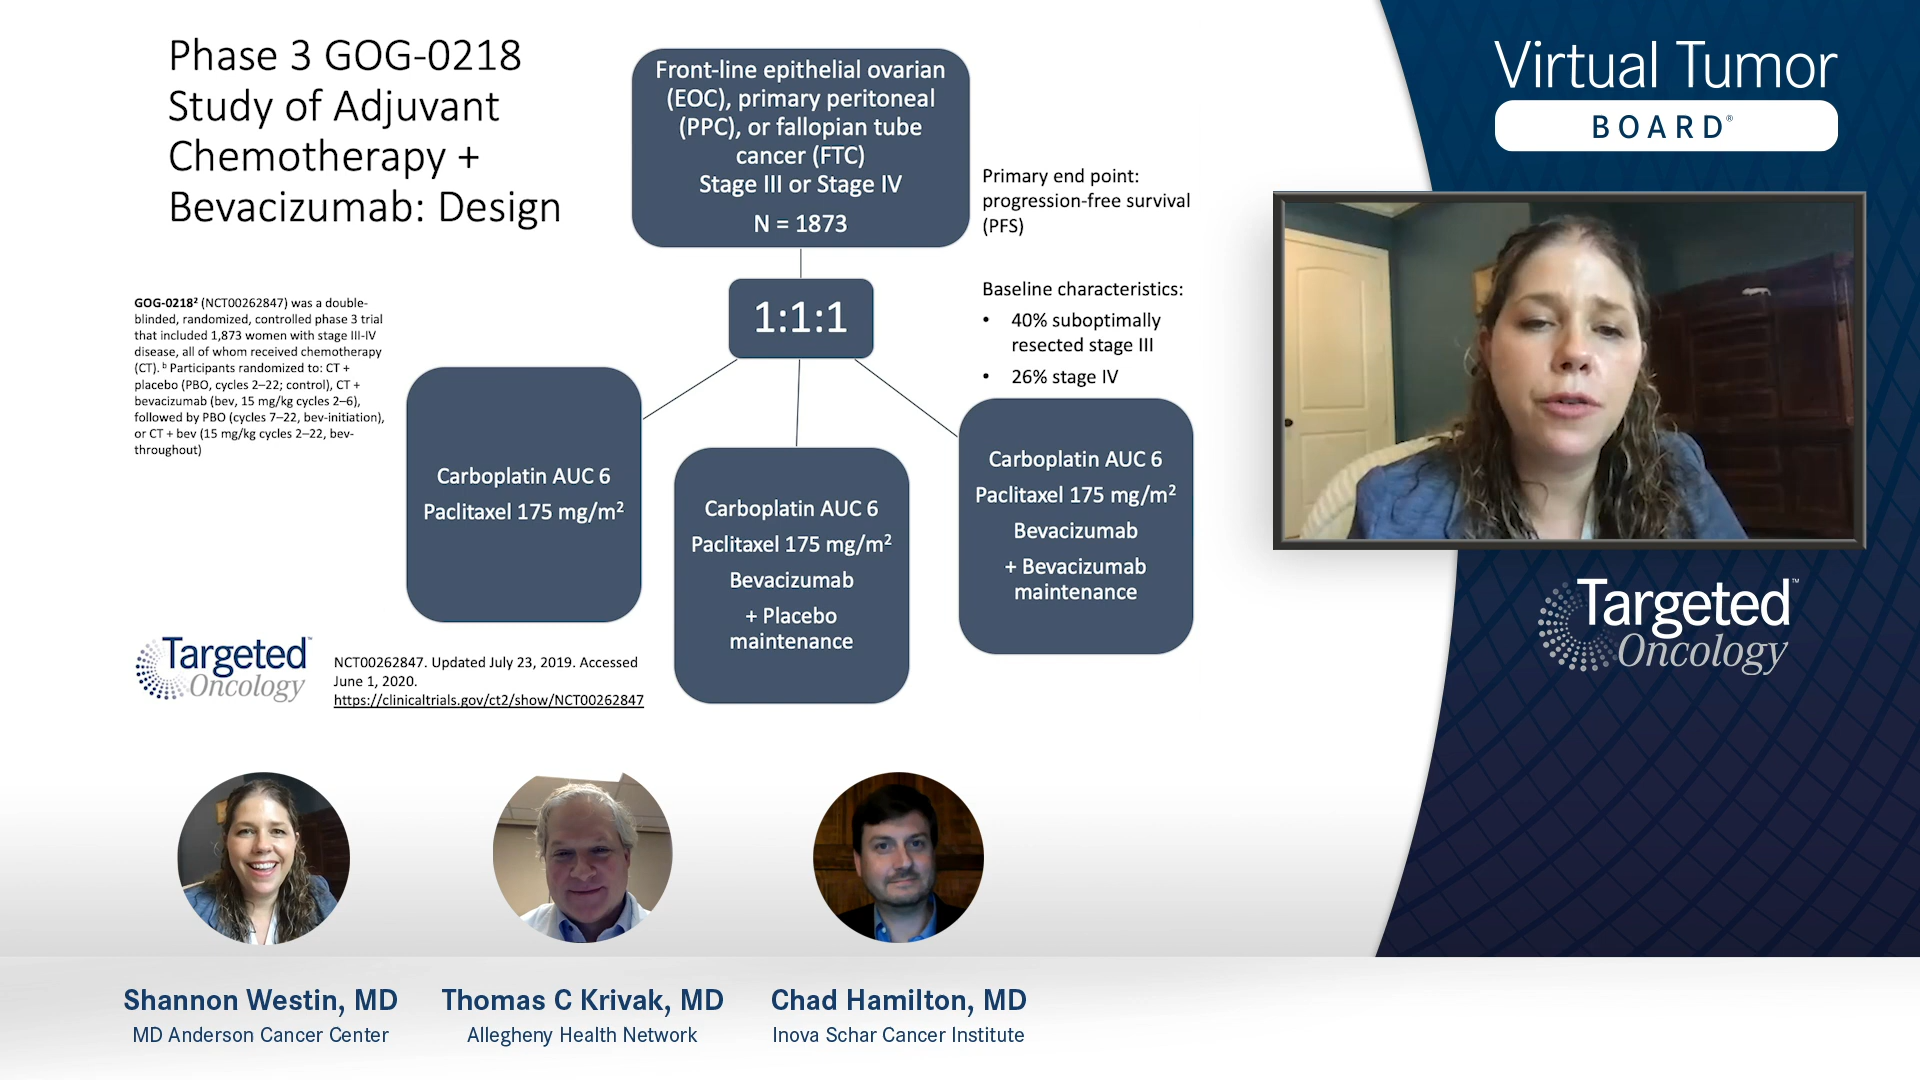 Phase 3 GOG-0218
Study of Adjuvant
Chemotherapy +
Bevacizumab: Design
GOG-0218² (NCT00262847) was a double-
blinded, randomized, controlled phase 3 trial
that included 1,873 women with stage III-IV
disease, all of whom received chemotherapy
(CT). ᵇ Participants randomized to: CT +
placebo (PBO, cycles 2–22; control), CT +
bevacizumab (bev, 15 mg/kg cycles 2–6),
followed by PBO (cycles 7–22, bev-initiation),
or CT + bev (15 mg/kg cycles 2–22, bev-
throughout)
Front-line epithelial ovarian
(EOC), primary peritoneal
(PPC), or fallopian tube
cancer (FTC)
Stage III or Stage IV
N = 1873
1:1:1
Primary end point:
progression-free survival
(PFS)
Baseline characteristics:
• 40% suboptimally
resected stage III
• 26% stage IV
Carboplatin AUC 6
Paclitaxel 175 mg/m²
Carboplatin AUC 6
Paclitaxel 175 mg/m²
Bevacizumab
+ Placebo
maintenance
Carboplatin AUC 6
Paclitaxel 175 mg/m²
Bevacizumab
+ Bevacizumab
maintenance
Targeted™
Oncology
NCT00262847. Updated July 23, 2019. Accessed
June 1, 2020.
https://clinicaltrials.gov/ct2/show/NCT00262847
Virtual Tumor
BOARD®
Targeted™
Oncology
Shannon Westin, MD
MD Anderson Cancer Center
Thomas C Krivak, MD
Allegheny Health Network
Chad Hamilton, MD
Inova Schar Cancer Institute